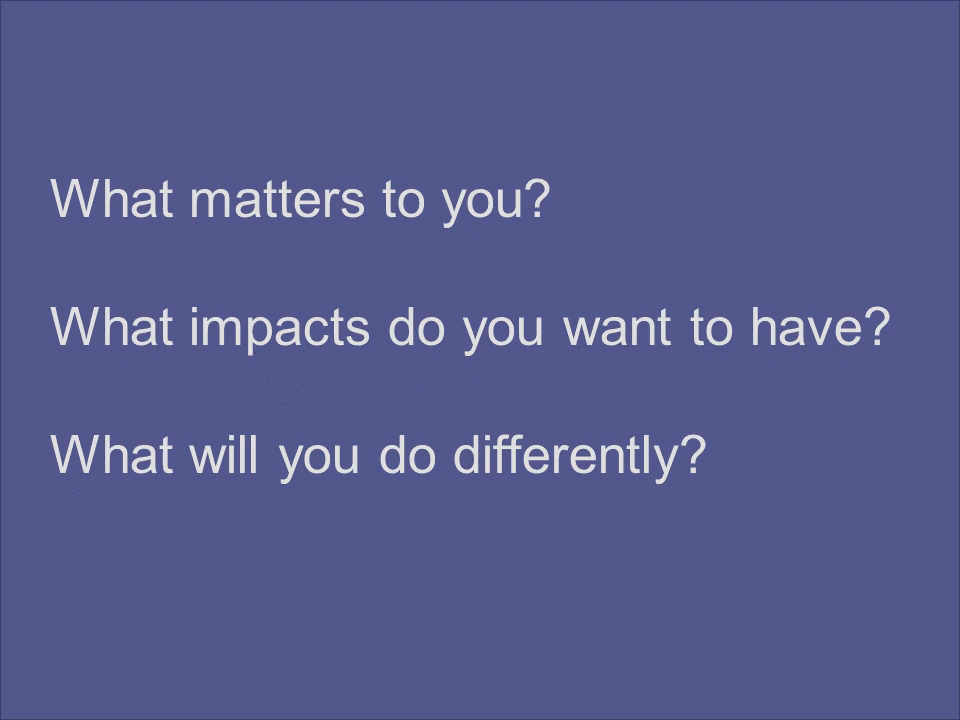 What matters to you?
What impacts do you want to have?
What will you do differently?